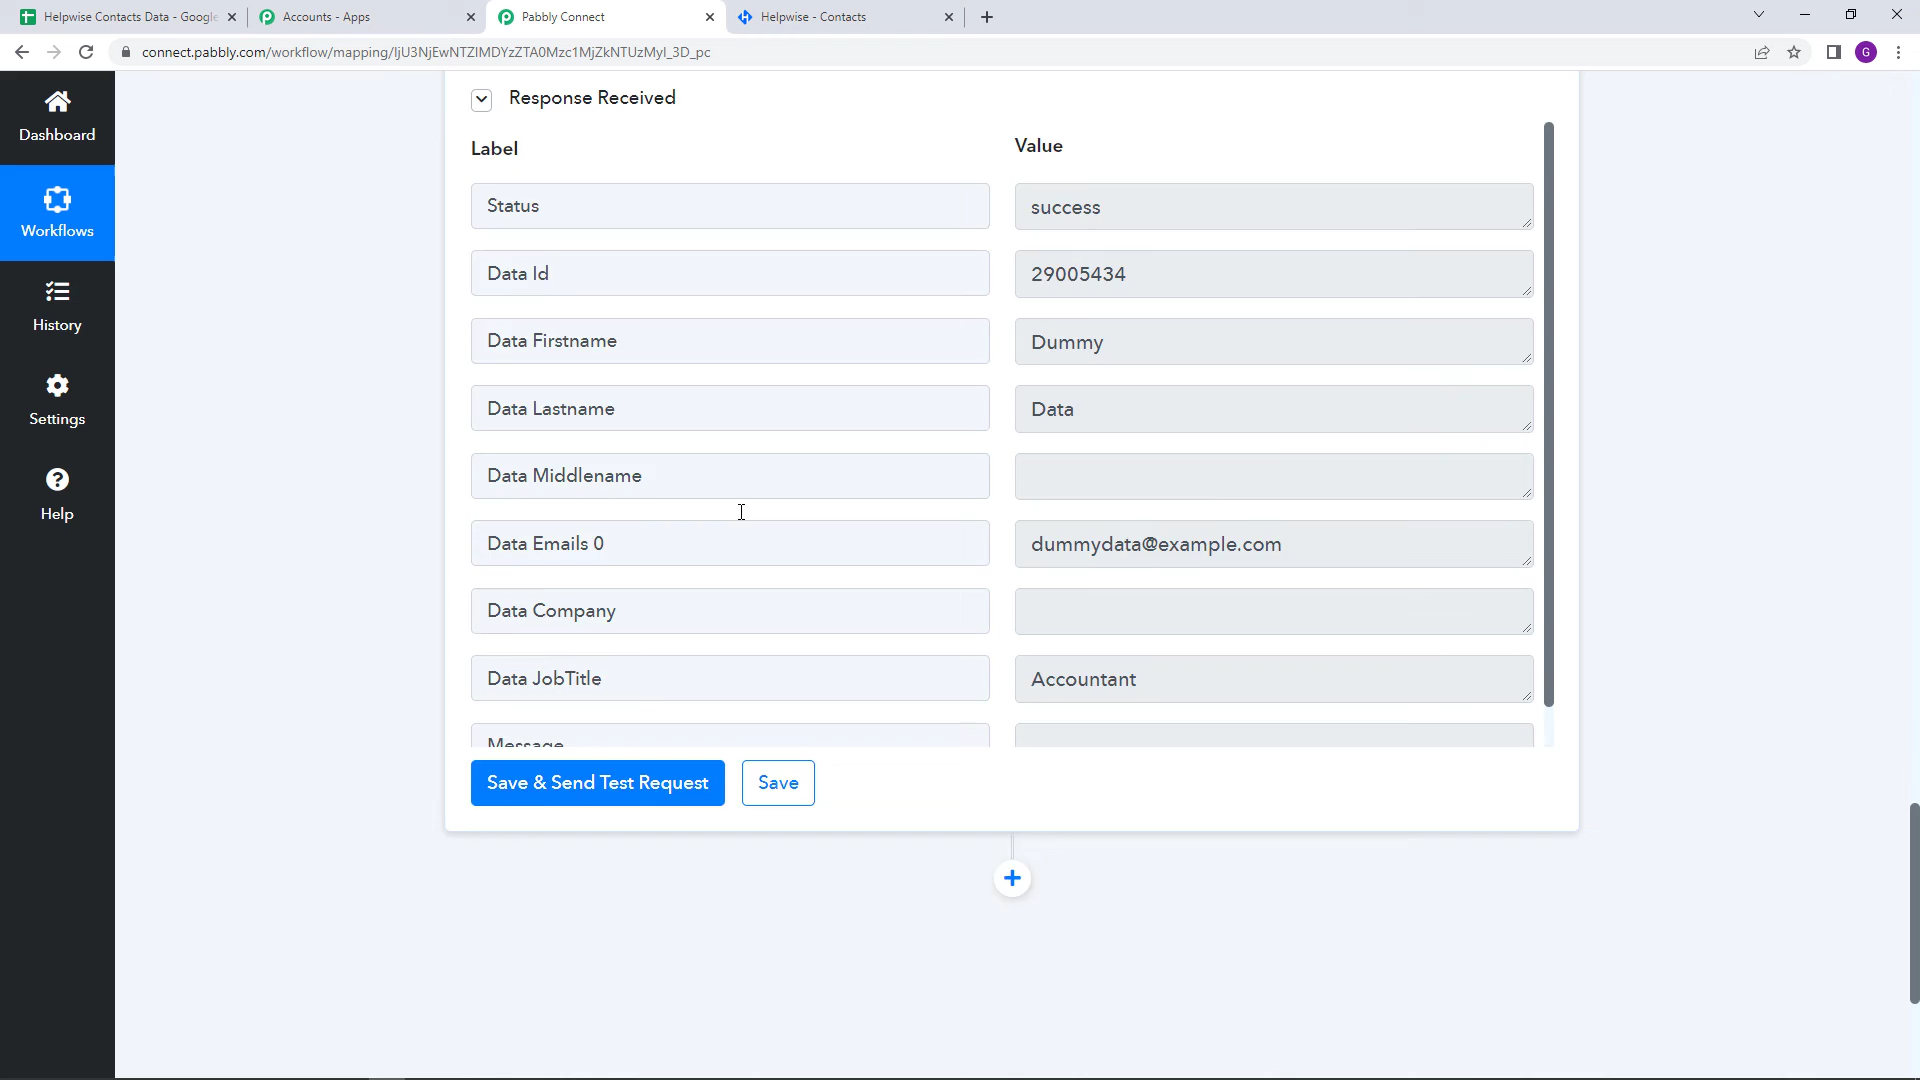 Helpwise Contacts Data - Google
Accounts - Apps
Pabbly Connect
Helpwise - Contacts
connect.pabbly.com/workflow/mapping/IjU3NjEwNTZlMDYzZTA0Mzc1MjZkNTUzMyI_3D_pc
G
Dashboard
Workflows
History
Settings
Help
Response Received
Label
Value
Status
success
Data Id
29005434
Data Firstname
Dummy
Data Lastname
Data
Data Middlename
Data Emails 0
dummydata@example.com
Data Company
Data JobTitle
Accountant
Message
Save & Send Test Request
Save